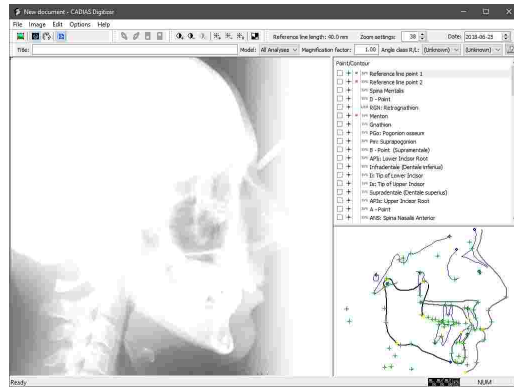 New document - CADIAS Digitizer
File Image Edit Options Help
Reference line length: 40.0 mm Zoom settings: 38 Date: 2018-06-25
Title: Model: All Analyses Magnification factor: 1.00 Angle class R/L: (Unknown) (Unknown)
Point/Contour
Reference line point 1
Reference line point 2
Spina Mentalis
D - Point
RGN: Retrognathion
Menton
Gnathion
PGo: Pogonion osseum
Pm: Suprapogonion
B - Point (Supramentale)
API: Lower Incisor Root
Infradentale (Dentale inferius)
Ii: Tip of Lower Incisor
Is: Tip of Upper Incisor
Supradentale (Dentale superius)
APIs: Upper Incisor Root
A - Point
ANS: Spina Nasalis Anterior
Ready NUM